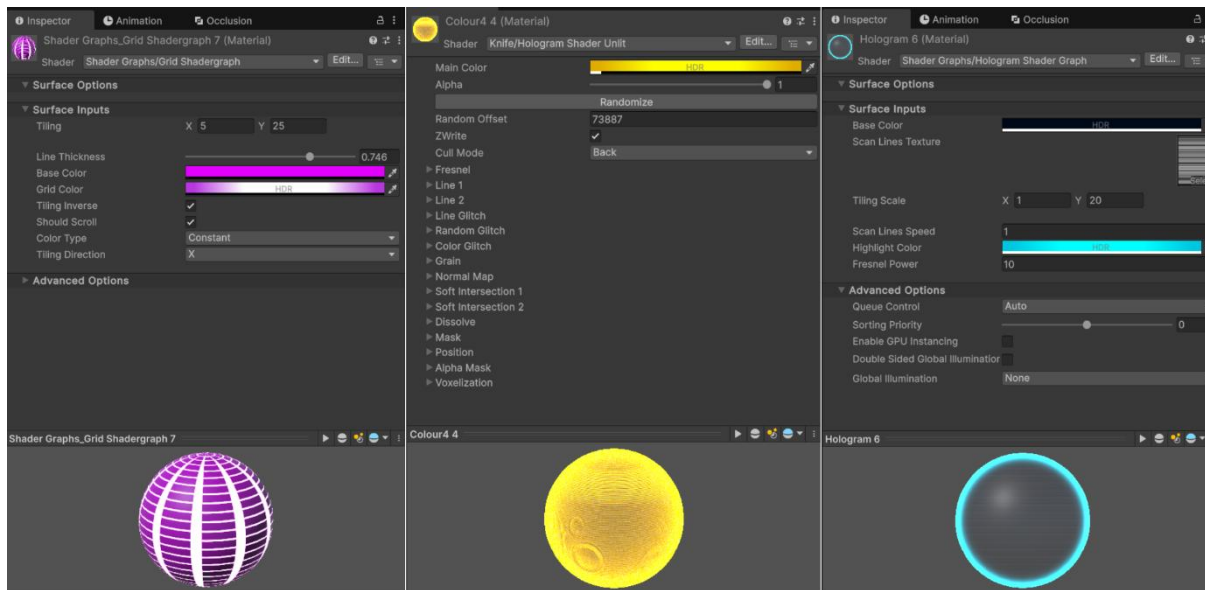 Inspector
Animation
Occlusion
Shader Graphs_Grid Shadergraph 7 (Material)
Shader Shader Graphs/Grid Shadergraph Edit...
Surface Options
Surface Inputs
Tiling X 5 Y 25
Line Thickness 0.746
Base Color
Grid Color HDR
Tiling Inverse
Should Scroll
Color Type Constant
Tiling Direction X
Advanced Options
Shader Graphs_Grid Shadergraph 7
Colour4 4 (Material)
Shader Knife/Hologram Shader Unlit Edit...
Main Color HDR
Alpha 1
Randomize
Random Offset 73887
ZWrite
Cull Mode Back
Fresnel
Line 1
Line 2
Line Glitch
Random Glitch
Color Glitch
Grain
Normal Map
Soft Intersection 1
Soft Intersection 2
Dissolve
Mask
Position
Alpha Mask
Voxelization
Colour4 4
Inspector
Animation
Occlusion
Hologram 6 (Material)
Shader Shader Graphs/Hologram Shader Graph Edit...
Surface Options
Surface Inputs
Base Color HDR
Scan Lines Texture
Tiling Scale X 1 Y 20
Scan Lines Speed 1
Highlight Color HDR
Fresnel Power 10
Advanced Options
Queue Control Auto
Sorting Priority 0
Enable GPU Instancing
Double Sided Global Illumination
Global Illumination None
Hologram 6